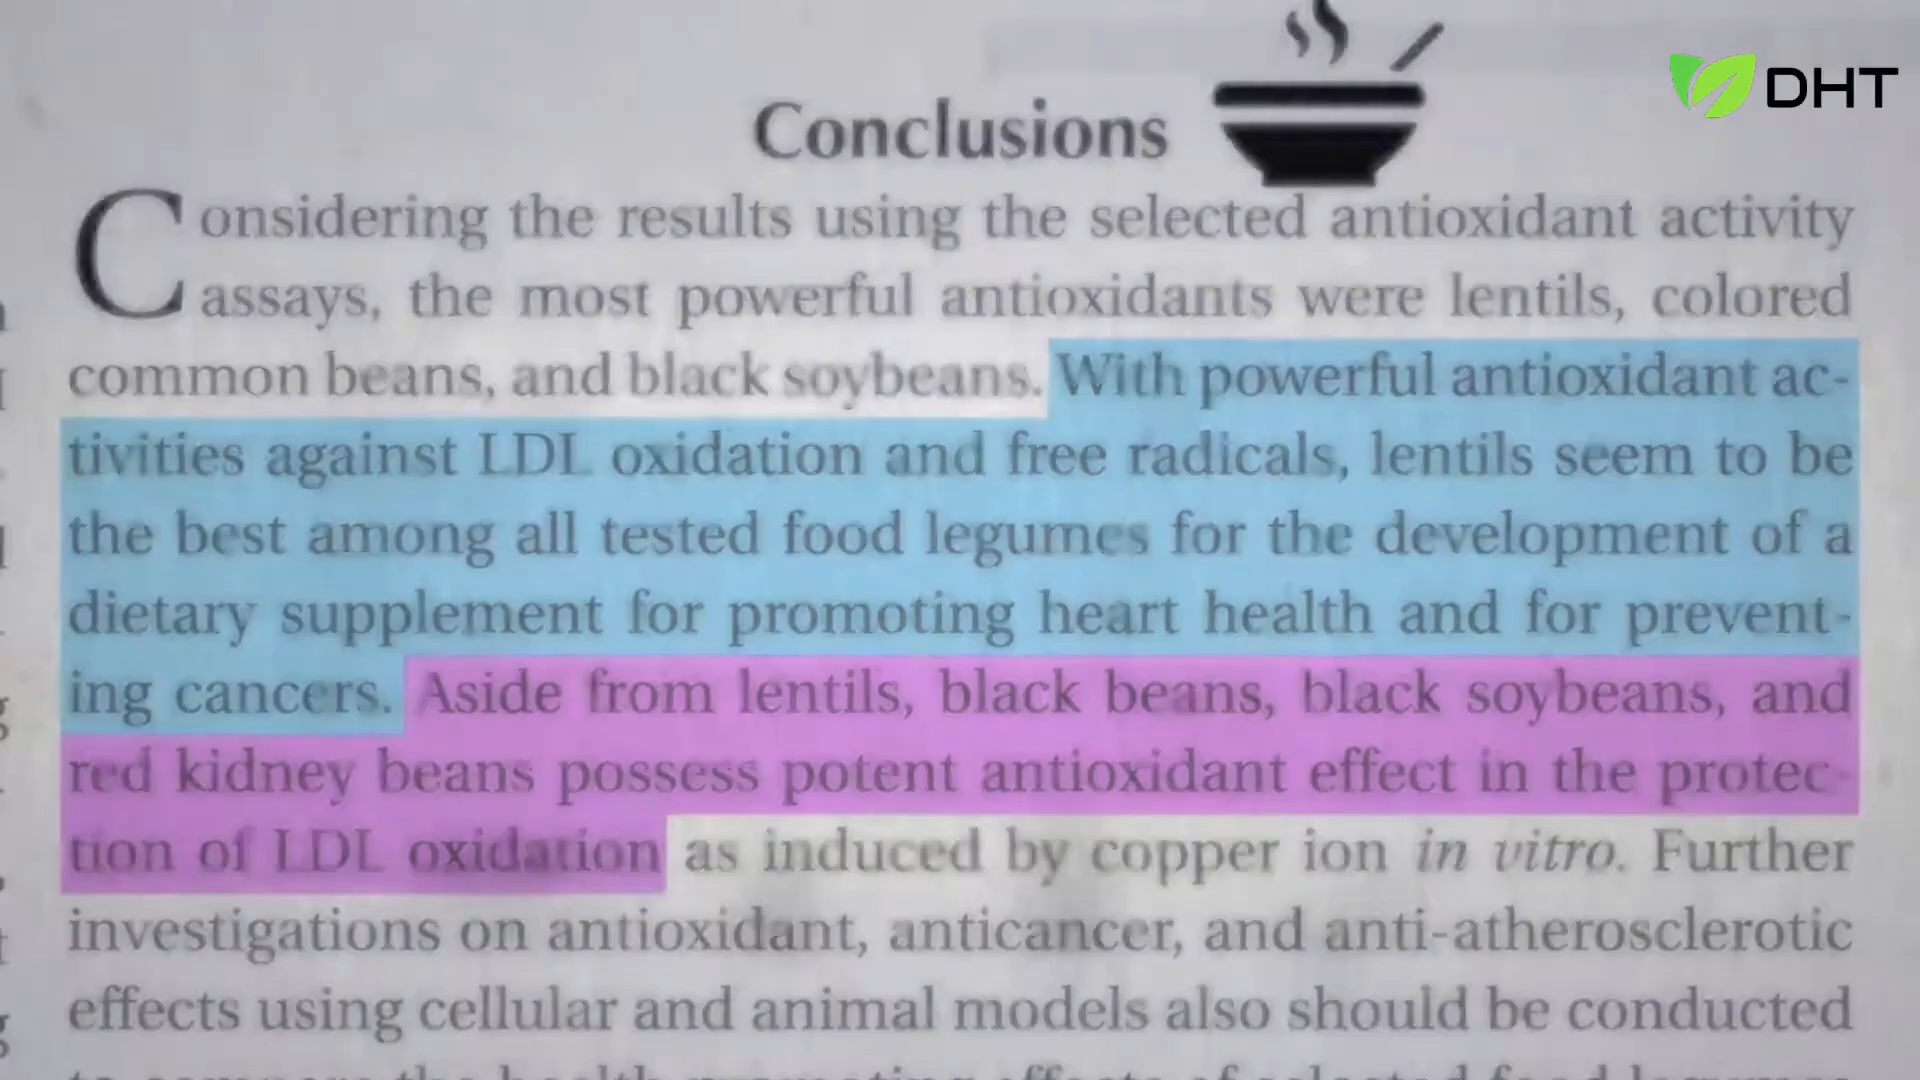 DHT
Conclusions
Considering the results using the selected antioxidant activity
assays, the most powerful antioxidants were lentils, colored
common beans, and black soybeans. With powerful antioxidant ac-
tivities against LDL oxidation and free radicals, lentils seem to be
the best among all tested food legumes for the development of a
dietary supplement for promoting heart health and for prevent-
ing cancers. Aside from lentils, black beans, black soybeans, and
red kidney beans possess potent antioxidant effect in the protec-
tion of LDL oxidation as induced by copper ion in vitro. Further
investigations on antioxidant, anticancer, and anti-atherosclerotic
effects using cellular and animal models also should be conducted